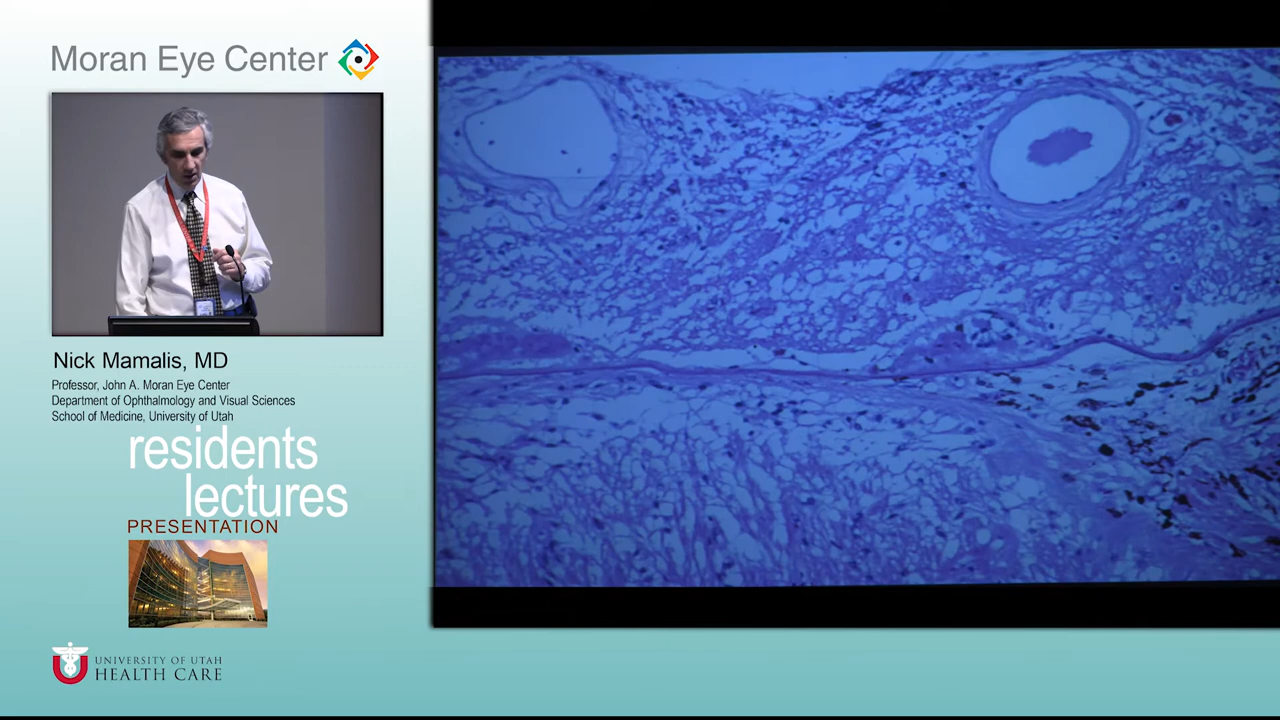 Moran Eye Center
Nick Mamalis, MD
Professor, John A. Moran Eye Center
Department of Ophthalmology and Visual Sciences
School of Medicine, University of Utah
residents
lectures
PRESENTATION
UNIVERSITY OF UTAH
HEALTH CARE